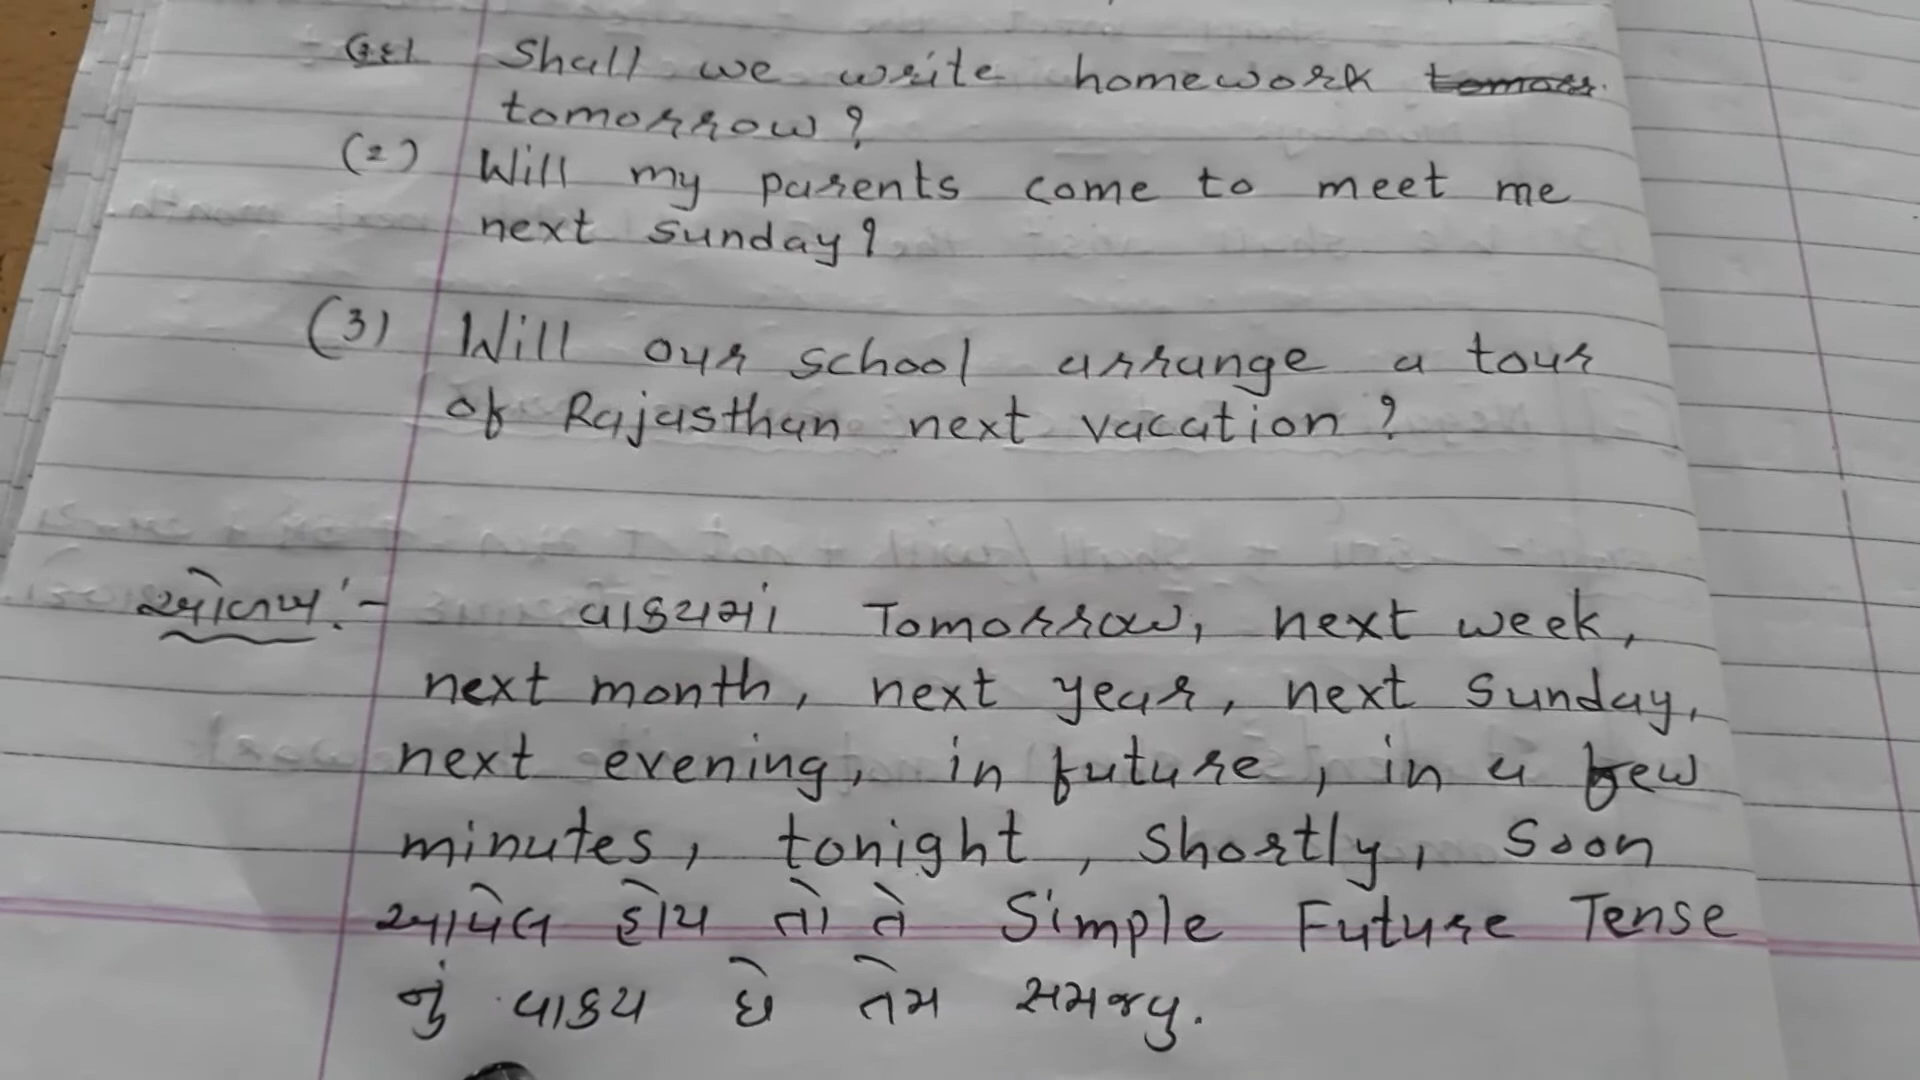 Shall we write homework
tomorrow?
(2) Will my parents come to meet me
next sunday?
(3) Will our school arrange a tour
of Rajasthan next vacation?
ઓળખ :- વાકયમાં Tomorrow, next week,
next month, next year, next sunday,
next evening, in future, in a few
minutes, tonight, shortly, soon
આપેલ હોય તો તે Simple Future Tense
નું વાકય છે તેમ સમજવુ.